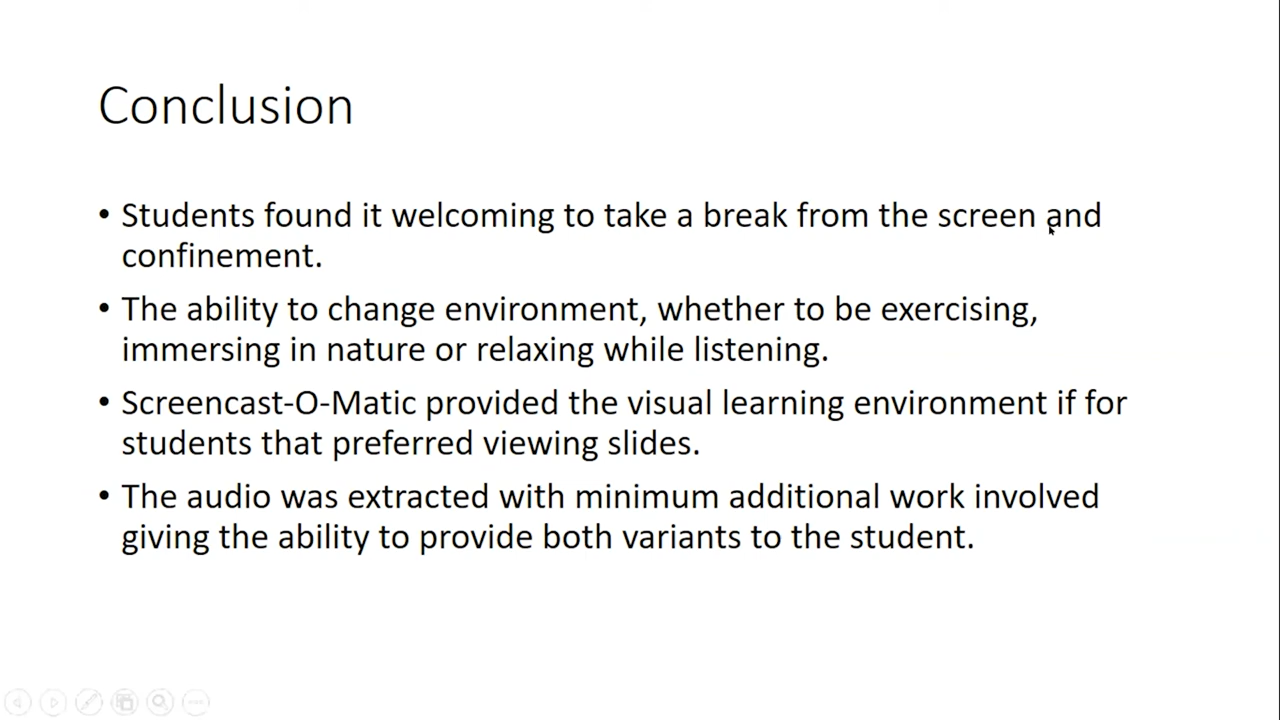 Conclusion
• Students found it welcoming to take a break from the screen and
confinement.
• The ability to change environment, whether to be exercising,
immersing in nature or relaxing while listening.
• Screencast-O-Matic provided the visual learning environment if for
students that preferred viewing slides.
• The audio was extracted with minimum additional work involved
giving the ability to provide both variants to the student.